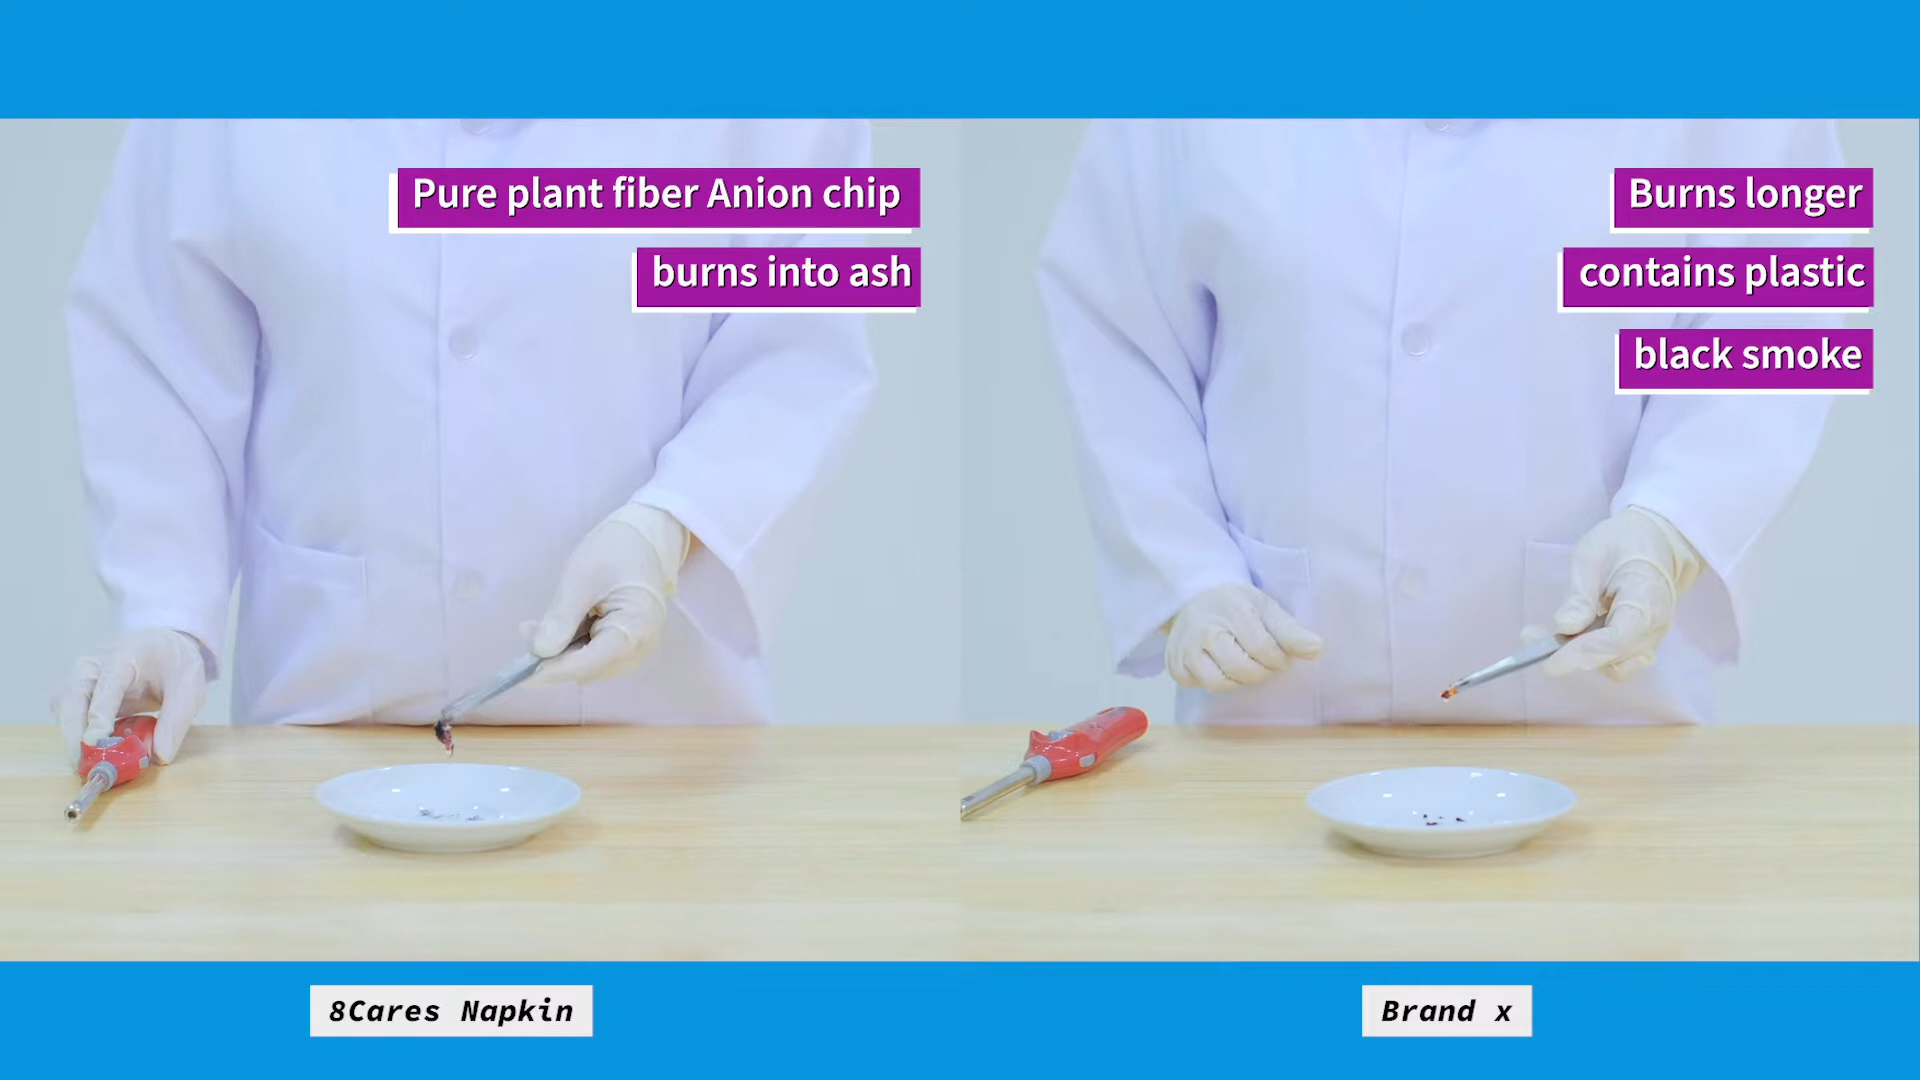 Pure plant fiber Anion chip
burns into ash
Burns longer
contains plastic
black smoke
8Cares Napkin
Brand x